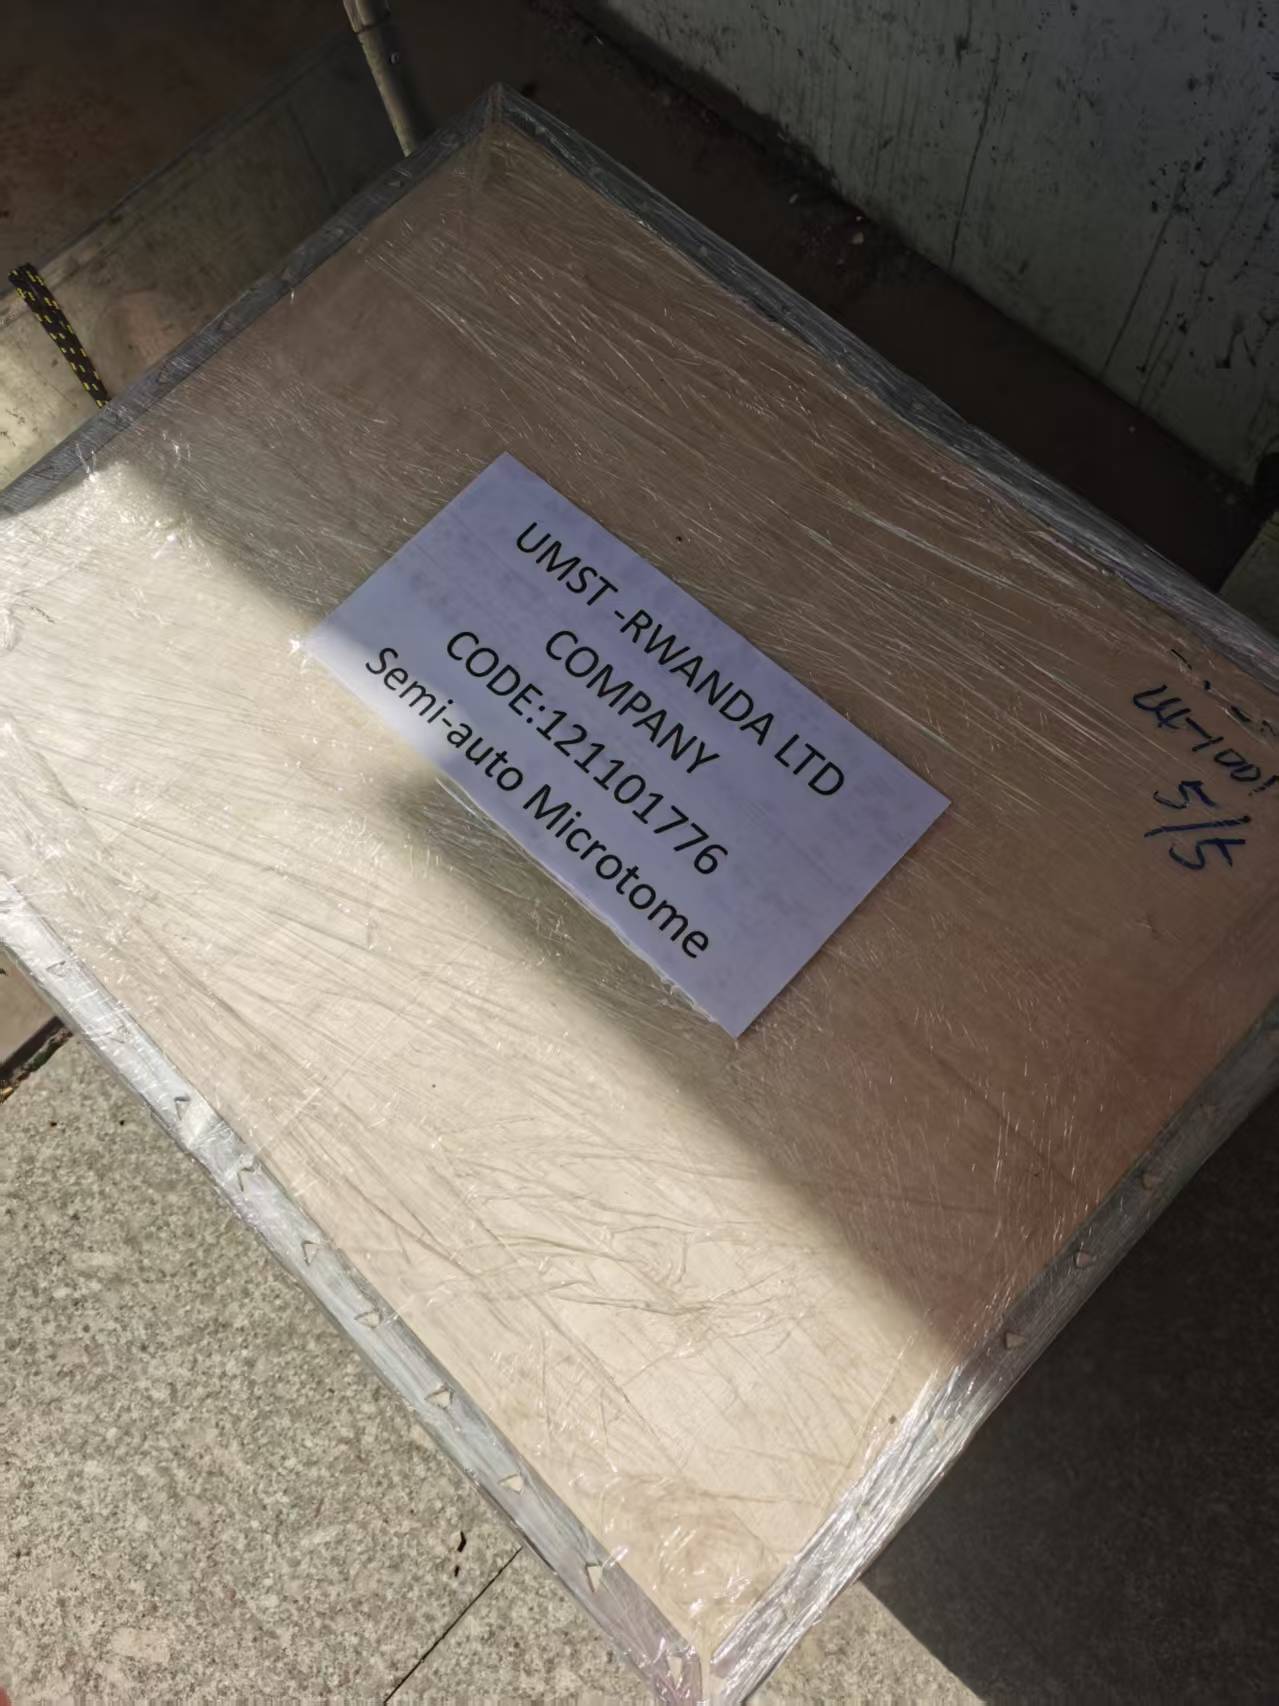 UMST -RWANDA LTD
COMPANY
CODE:121101776
Semi-auto Microtome
5/5